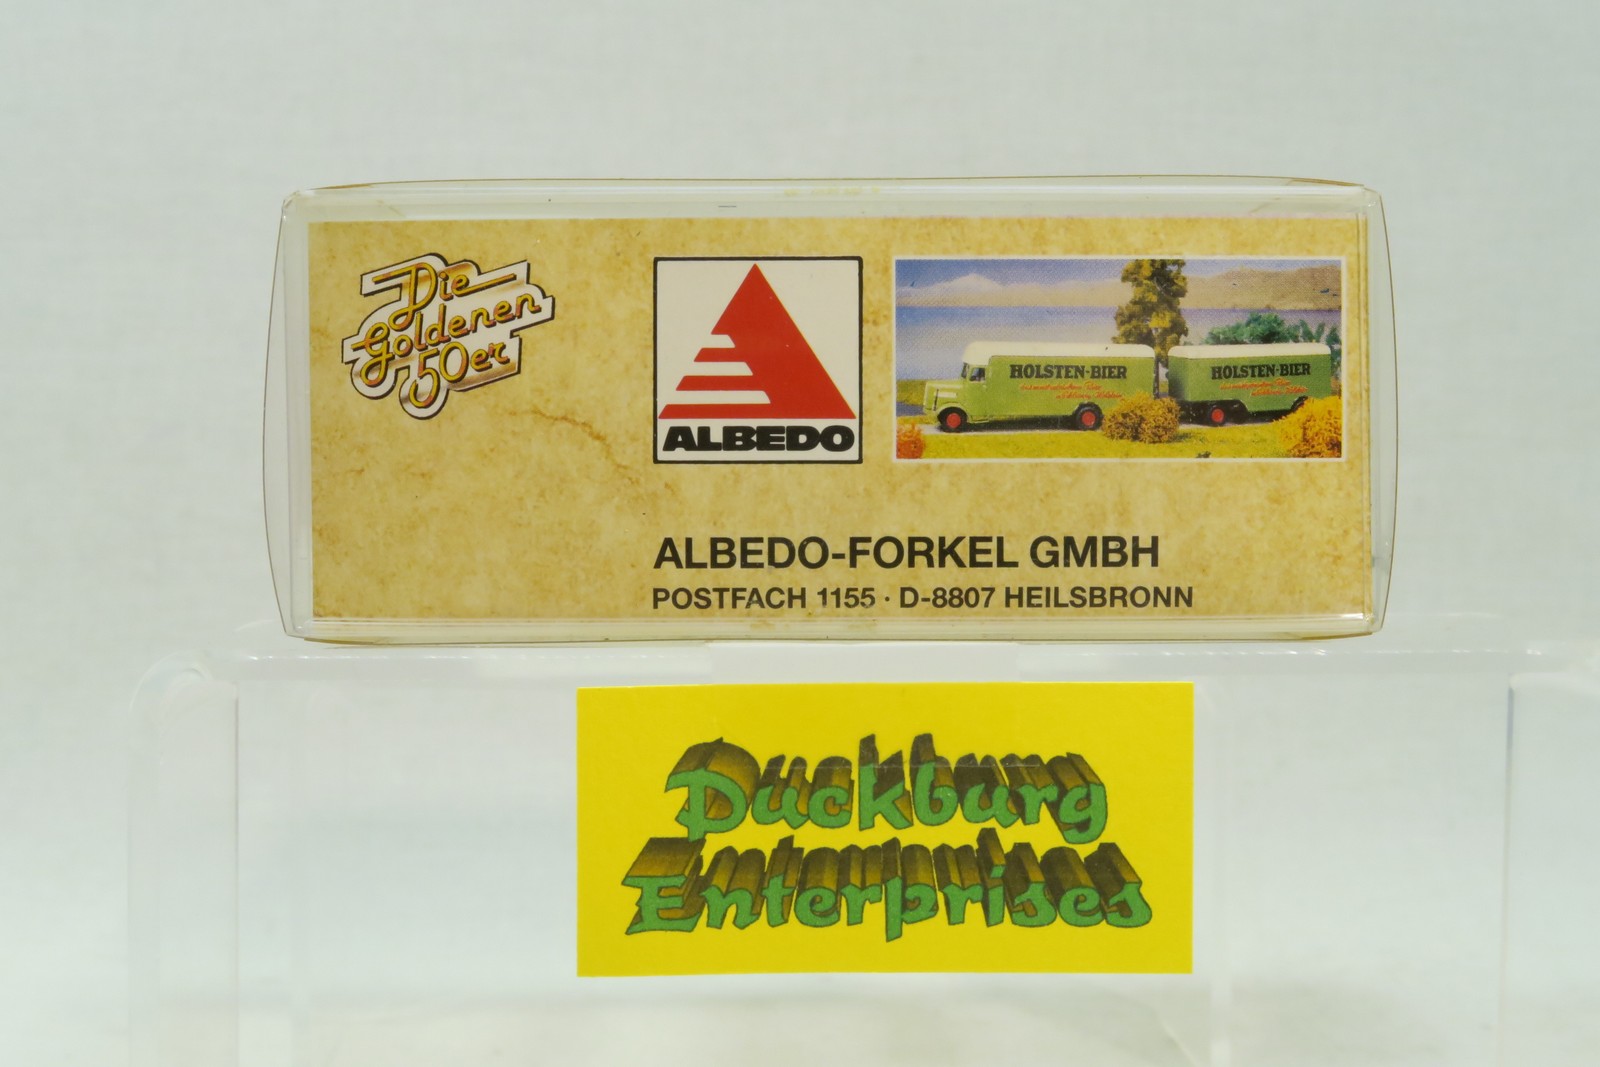 Die
Goldenen
50er
ALBEDO
HOLSTEN-BIER
HOLSTEN-BIER
ALBEDO-FORKEL GMBH
POSTFACH 1155 · D-8807 HEILSBRONN
Duckburg
Enterprises